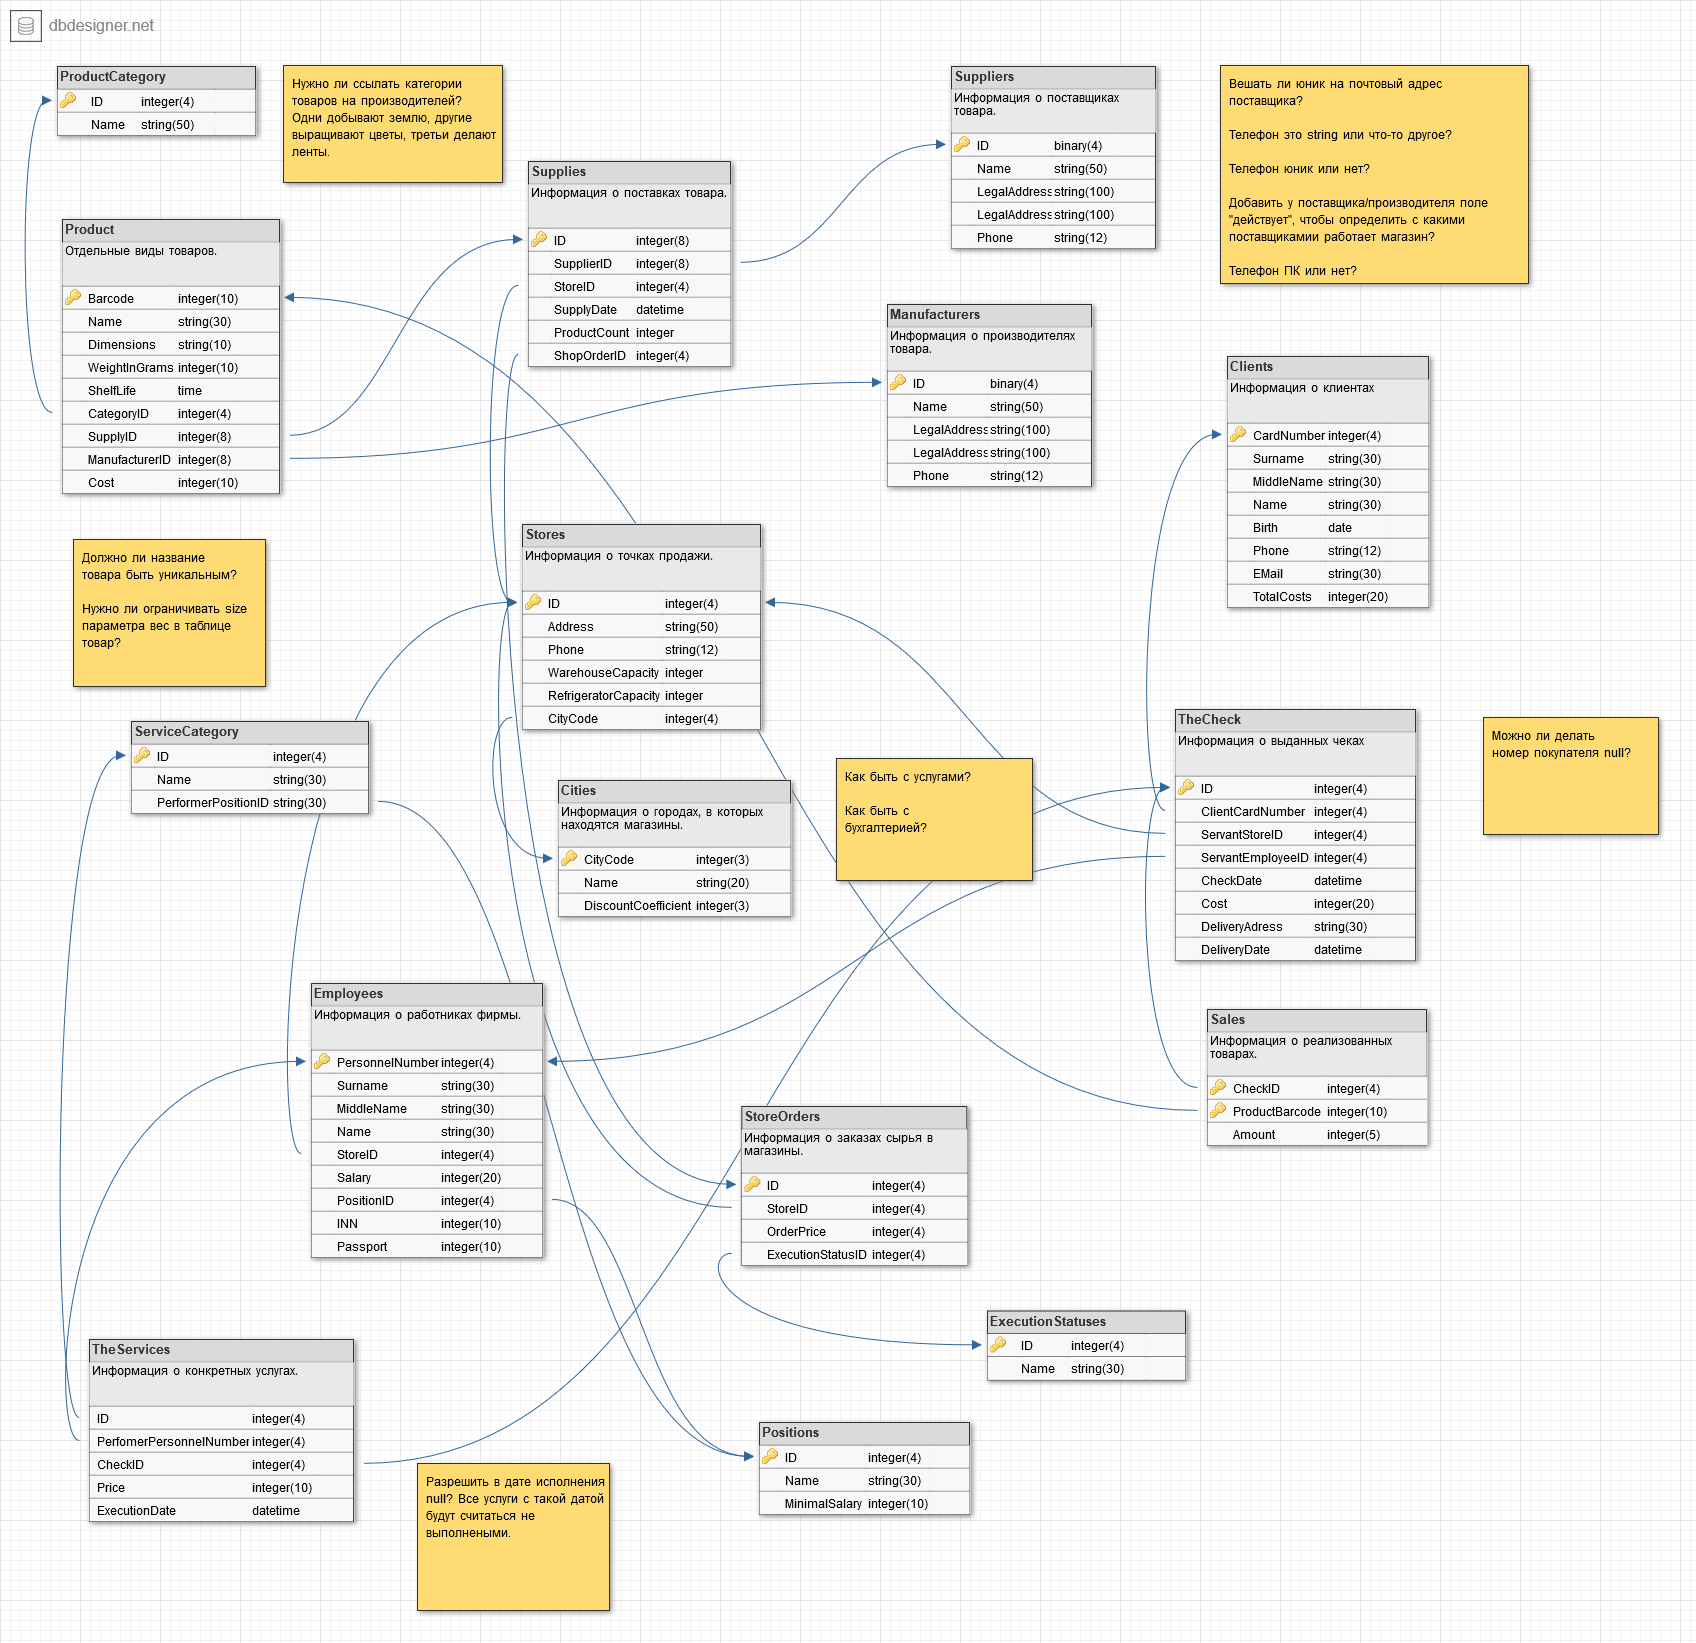 dbdesigner.net
ProductCategory
ID integer(4)
Name string(50)
Нужно ли ссылать категории
товаров на производителей?
Одни добывают землю, другие
выращивают цветы, третьи делают
ленты.
Supplies
Информация о поставках товара.
ID integer(8)
SupplierID integer(8)
StoreID integer(4)
SupplyDate datetime
ProductCount integer
ShopOrderID integer(4)
Suppliers
Информация о поставщиках
товара.
ID binary(4)
Name string(50)
LegalAddress string(100)
LegalAddress string(100)
Phone string(12)
Вешать ли юник на почтовый адрес
поставщика?
Телефон это string или что-то другое?
Телефон юник или нет?
Добавить у поставщика/производителя поле
"действует", чтобы определить с какими
поставщикамии работает магазин?
Телефон ПК или нет?
Product
Отдельные виды товаров.
Barcode integer(10)
Name string(30)
Dimensions string(10)
WeightInGrams integer(10)
ShelfLife time
CategoryID integer(4)
SupplyID integer(8)
ManufacturerID integer(8)
Cost integer(10)
Manufacturers
Информация о производителях
товара.
ID binary(4)
Name string(50)
LegalAddress string(100)
LegalAddress string(100)
Phone string(12)
Clients
Информация о клиентах
CardNumber integer(4)
Surname string(30)
MiddleName string(30)
Name string(30)
Birth date
Phone string(12)
EMail string(30)
TotalCosts integer(20)
Должно ли название
товара быть уникальным?
Нужно ли ограничивать size
параметра вес в таблице
товар?
Stores
Информация о точках продажи.
ID integer(4)
Address string(50)
Phone string(12)
WarehouseCapacity integer
RefrigeratorCapacity integer
CityCode integer(4)
ServiceCategory
ID integer(4)
Name string(30)
PerformerPositionID string(30)
Cities
Информация о городах, в которых
находятся магазины.
CityCode integer(3)
Name string(20)
DiscountCoefficient integer(3)
Как быть с услугами?
Как быть с
бухгалтерией?
TheCheck
Информация о выданных чеках
ID integer(4)
ClientCardNumber integer(4)
ServantStoreID integer(4)
ServantEmployeeID integer(4)
CheckDate datetime
Cost integer(20)
DeliveryAdress string(30)
DeliveryDate datetime
Можно ли делать
номер покупателя null?
Employees
Информация о работниках фирмы.
PersonnelNumber integer(4)
Surname string(30)
MiddleName string(30)
Name string(30)
StoreID integer(4)
Salary integer(20)
PositionID integer(4)
INN integer(10)
Passport integer(10)
Sales
Информация о реализованных
товарах.
CheckID integer(4)
ProductBarcode integer(10)
Amount integer(5)
StoreOrders
Информация о заказах сырья в
магазины.
ID integer(4)
StoreID integer(4)
OrderPrice integer(4)
ExecutionStatusID integer(4)
ExecutionStatuses
ID integer(4)
Name string(30)
TheServices
Информация о конкретных услугах.
ID integer(4)
PerfomerPersonnelNumber integer(4)
CheckID integer(4)
Price integer(10)
ExecutionDate datetime
Positions
ID integer(4)
Name string(30)
MinimalSalary integer(10)
Разрешить в дате исполнения
null? Все услуги с такой датой
будут считаться не
выполнеными.